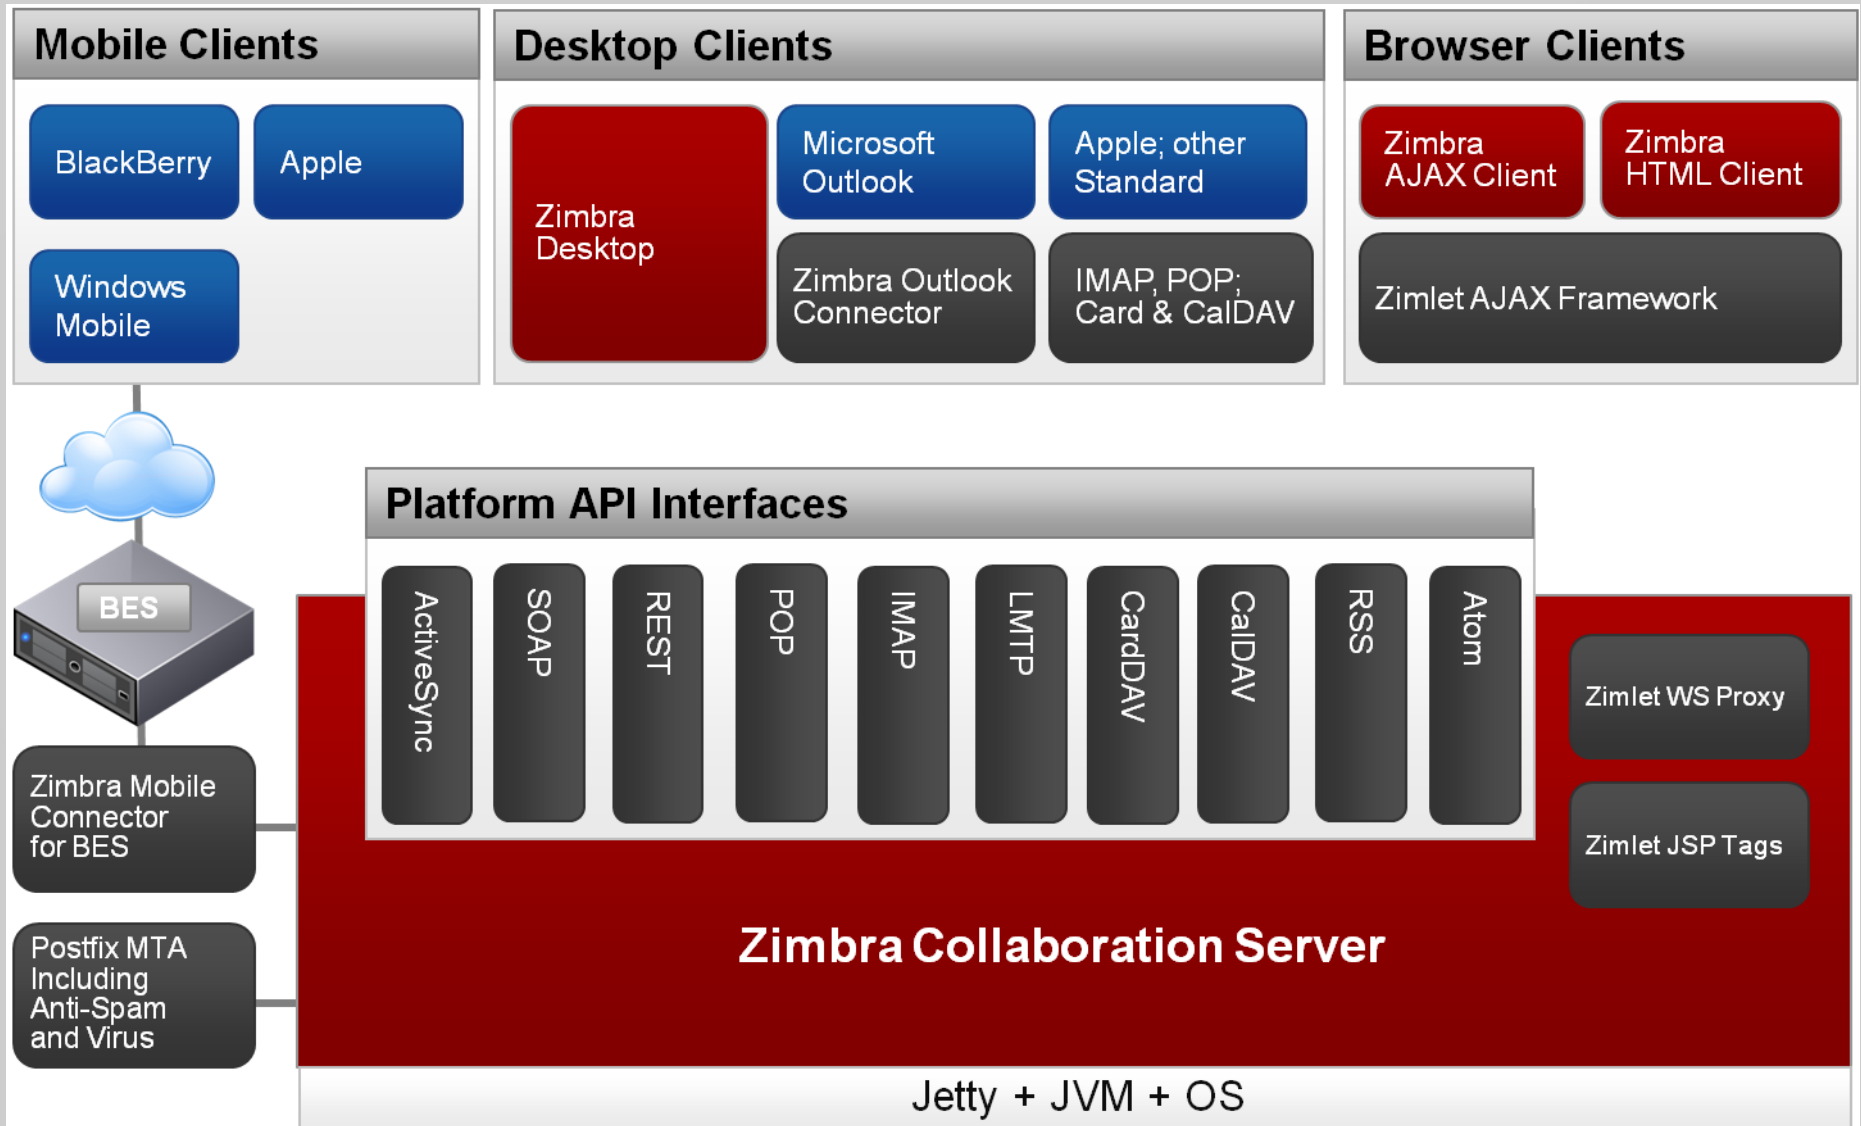 Mobile Clients
BlackBerry
Apple
Windows
Mobile
Desktop Clients
Zimbra
Desktop
Microsoft
Outlook
Apple; other
Standard
Zimbra Outlook
Connector
IMAP, POP;
Card & CalDAV
Browser Clients
Zimbra
AJAX Client
Zimbra
HTML Client
Zimlet AJAX Framework
BES
Zimbra Mobile
Connector
for BES
Postfix MTA
Including
Anti-Spam
and Virus
Platform API Interfaces
ActiveSync
SOAP
REST
POP
IMAP
LMTP
CardDAV
CalDAV
RSS
Atom
Zimlet WS Proxy
Zimlet JSP Tags
Zimbra Collaboration Server
Jetty + JVM + OS